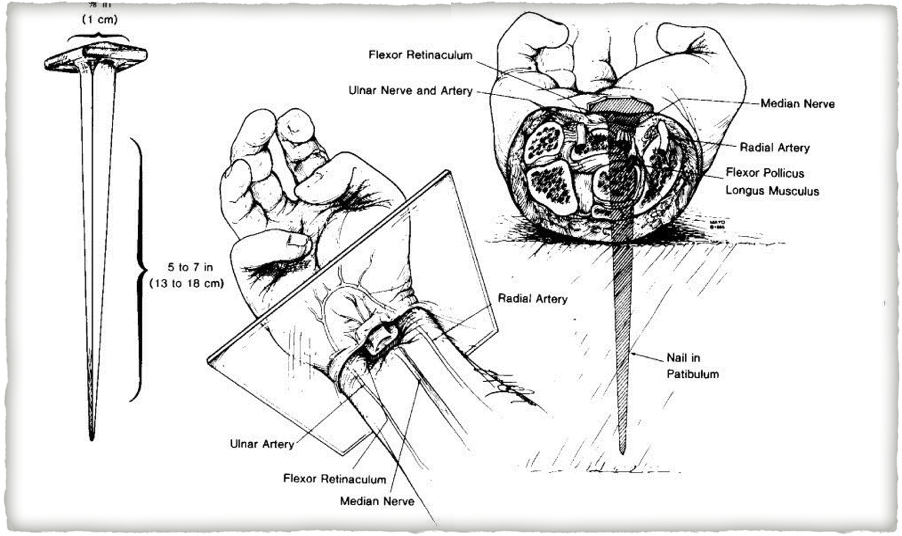 (1 cm)
5 to 7 in
(13 to 18 cm)
Flexor Retinaculum
Ulnar Nerve and Artery
Median Nerve
Radial Artery
Flexor Pollicus
Longus Musculus
Nail in
Patibulum
Radial Artery
Ulnar Artery
Flexor Retinaculum
Median Nerve
MAYO